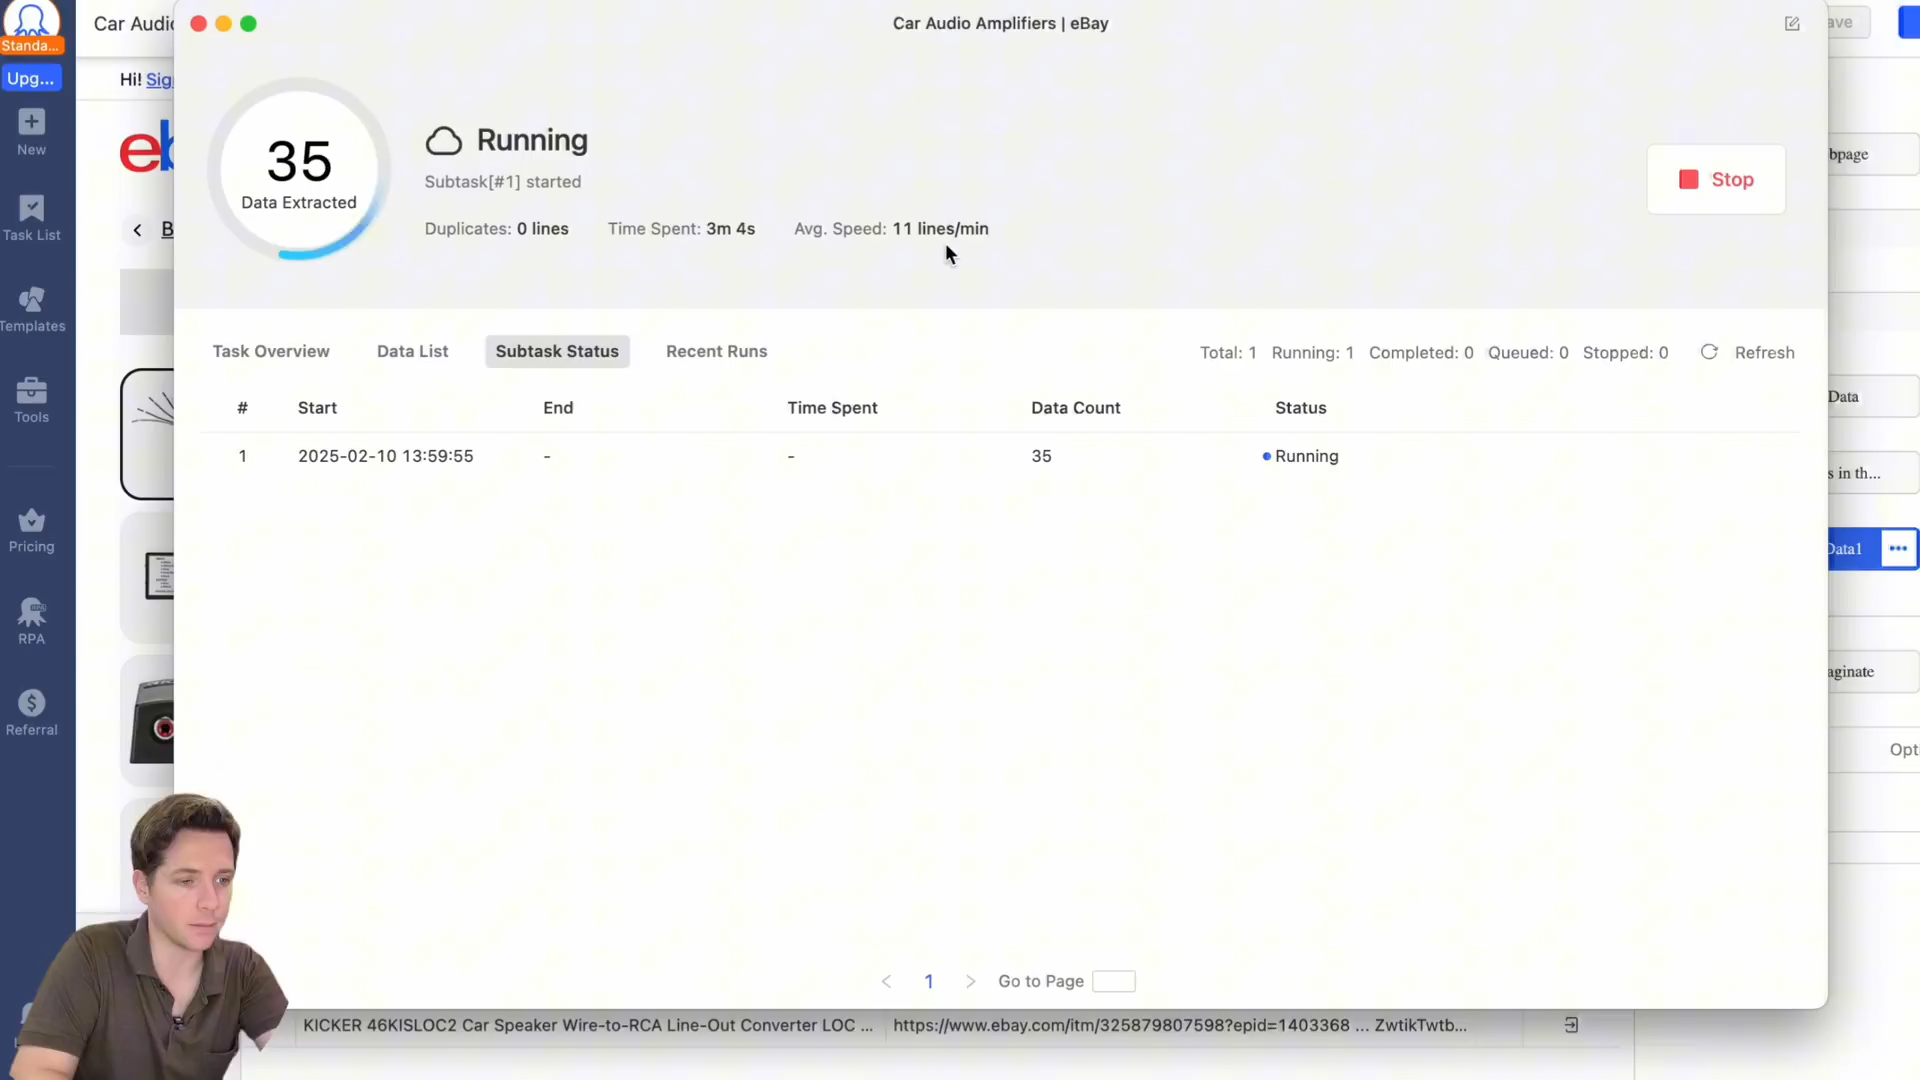 Standa...
Upg...
New
Task List
Templates
Tools
Pricing
RPA
Referral
Car Audio
Hi! Sign
eb
B
Car Audio Amplifiers | eBay
35
Data Extracted
Running
Subtask[#1] started
Duplicates: 0 lines Time Spent: 3m 4s Avg. Speed: 11 lines/min
Stop
Task Overview Data List Subtask Status Recent Runs
Total: 1 Running: 1 Completed: 0 Queued: 0 Stopped: 0 Refresh
# Start End Time Spent Data Count Status
1 2025-02-10 13:59:55 - - 35 Running
< 1 > Go to Page
KICKER 46KISLOC2 Car Speaker Wire-to-RCA Line-Out Converter LOC ... https://www.ebay.com/itm/325879807598?epid=1403368 ... ZwtikTwtb...
ave
bpage
Data
s in th...
Data1 •••
aginate
Opti